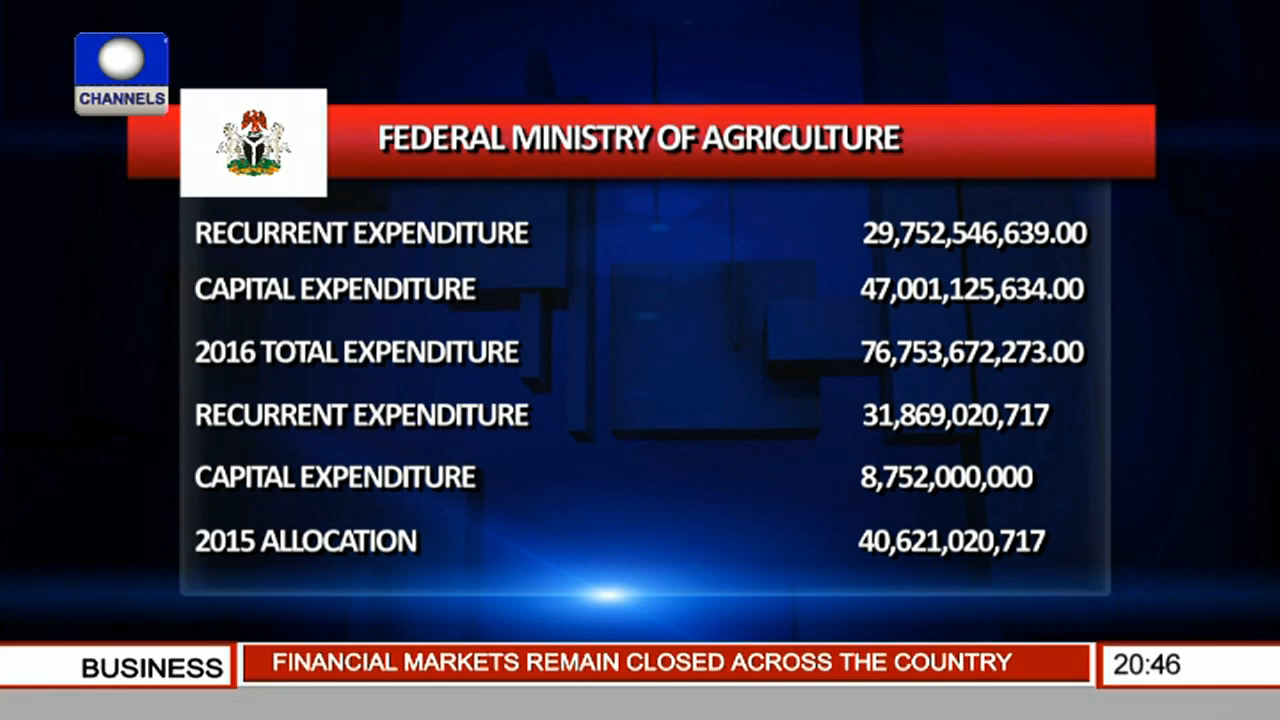 CHANNELS
FEDERAL MINISTRY OF AGRICULTURE
RECURRENT EXPENDITURE 29,752,546,639.00
CAPITAL EXPENDITURE 47,001,125,634.00
2016 TOTAL EXPENDITURE 76,753,672,273.00
RECURRENT EXPENDITURE 31,869,020,717
CAPITAL EXPENDITURE 8,752,000,000
2015 ALLOCATION 40,621,020,717
BUSINESS FINANCIAL MARKETS REMAIN CLOSED ACROSS THE COUNTRY 20:46